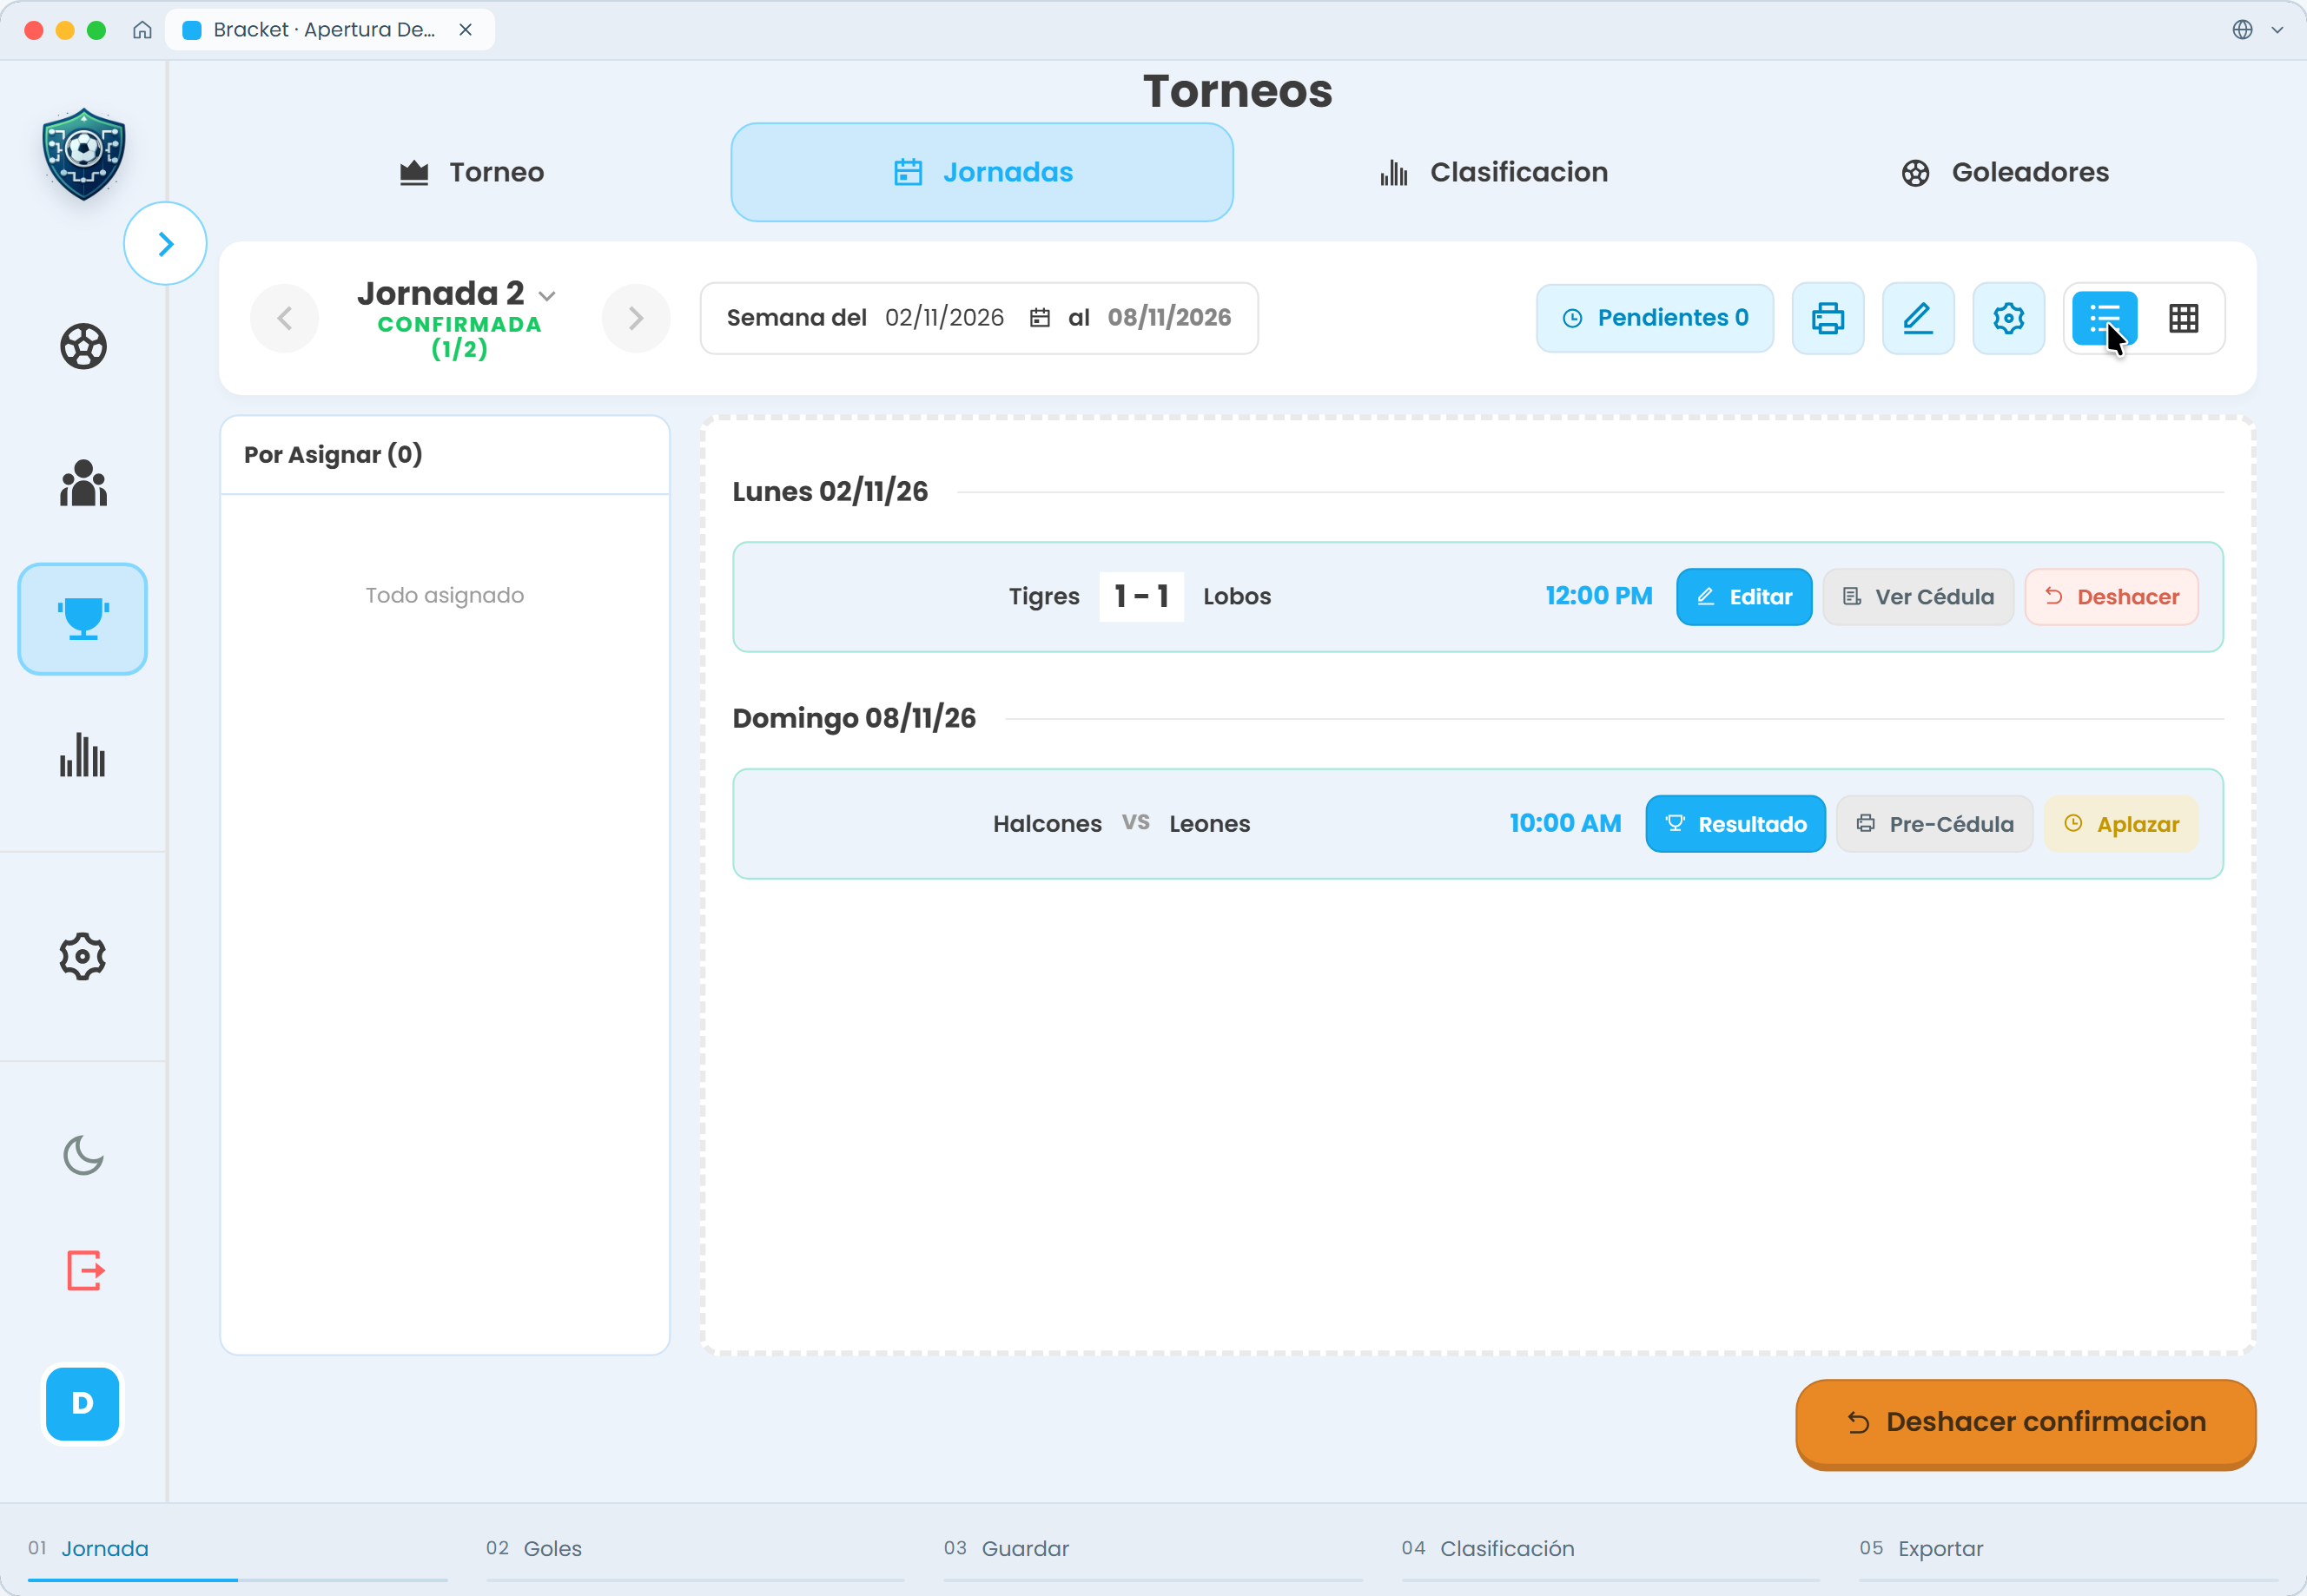 Bracket · Apertura De...
Torneos
Torneo
Jornadas
Clasificacion
Goleadores
Jornada 2
CONFIRMADA
(1/2)
Semana del 02/11/2026 al 08/11/2026
Pendientes 0
Por Asignar (0)
Todo asignado
Lunes 02/11/26
Tigres 1 - 1 Lobos 12:00 PM Editar Ver Cédula Deshacer
Domingo 08/11/26
Halcones VS Leones 10:00 AM Resultado Pre-Cédula Aplazar
D
Deshacer confirmacion
01 Jornada
02 Goles
03 Guardar
04 Clasificación
05 Exportar